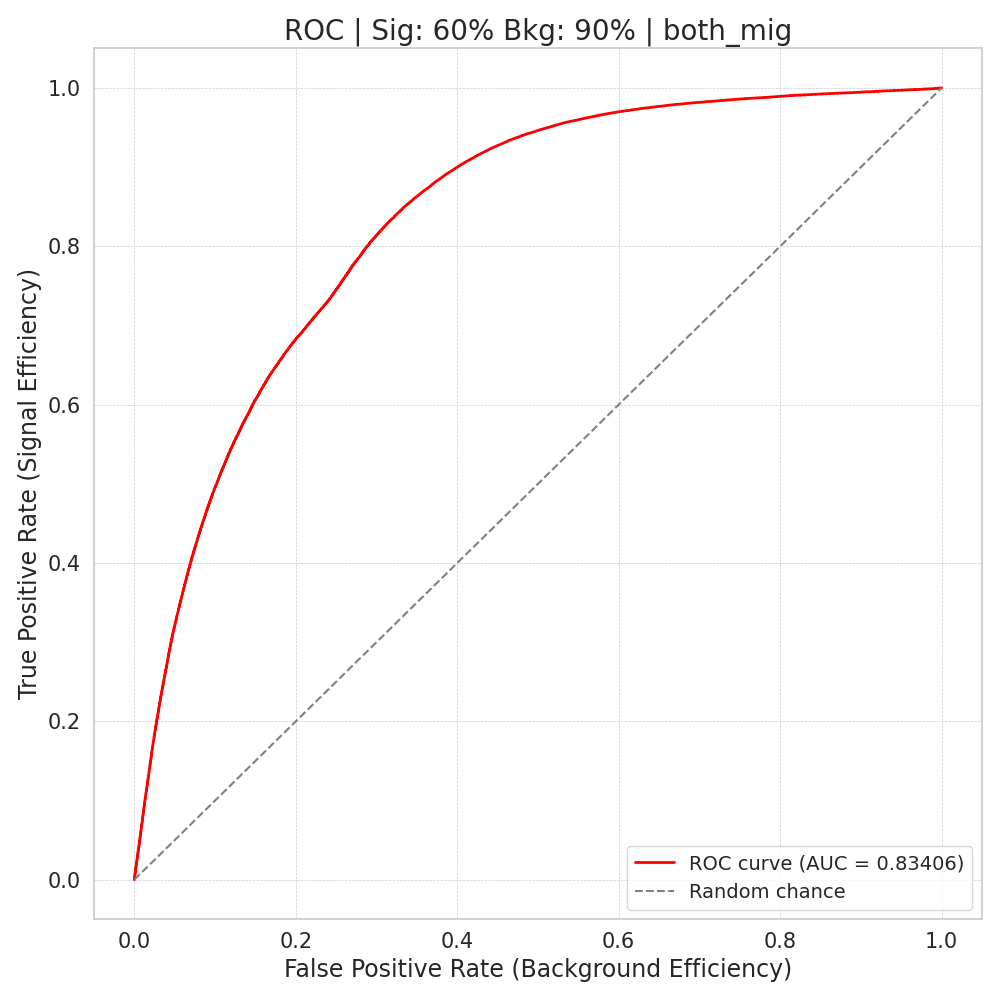 ROC | Sig: 60% Bkg: 90% | both_mig
True Positive Rate (Signal Efficiency)
1.0
0.8
0.6
0.4
0.2
0.0
0.0 0.2 0.4 0.6 0.8 1.0
False Positive Rate (Background Efficiency)
ROC curve (AUC = 0.83406)
Random chance